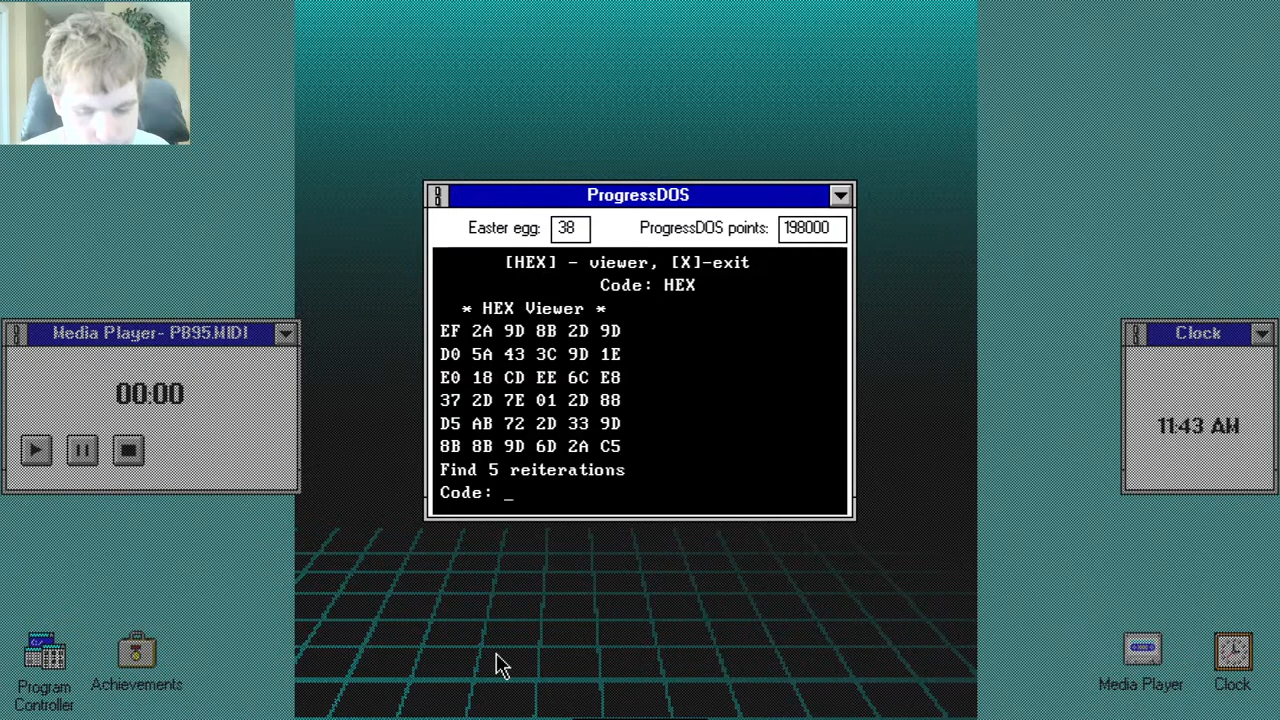 ProgressDOS
Easter egg: 38 ProgressDOS points: 198000
[HEX] - viewer, [X]-exit
Code: HEX
* HEX Viewer *
EF 2A 9D 8B 2D 9D
D0 5A 43 3C 9D 1E
E0 18 CD EE 6C E8
37 2D 7E 01 2D 88
D5 AB 72 2D 33 9D
8B 8B 9D 6D 2A C5
Find 5 reiterations
Code: _
Media Player- PB95.MIDI
00:00
Clock
11:43 AM
Program
Controller
Achievements
Media Player
Clock